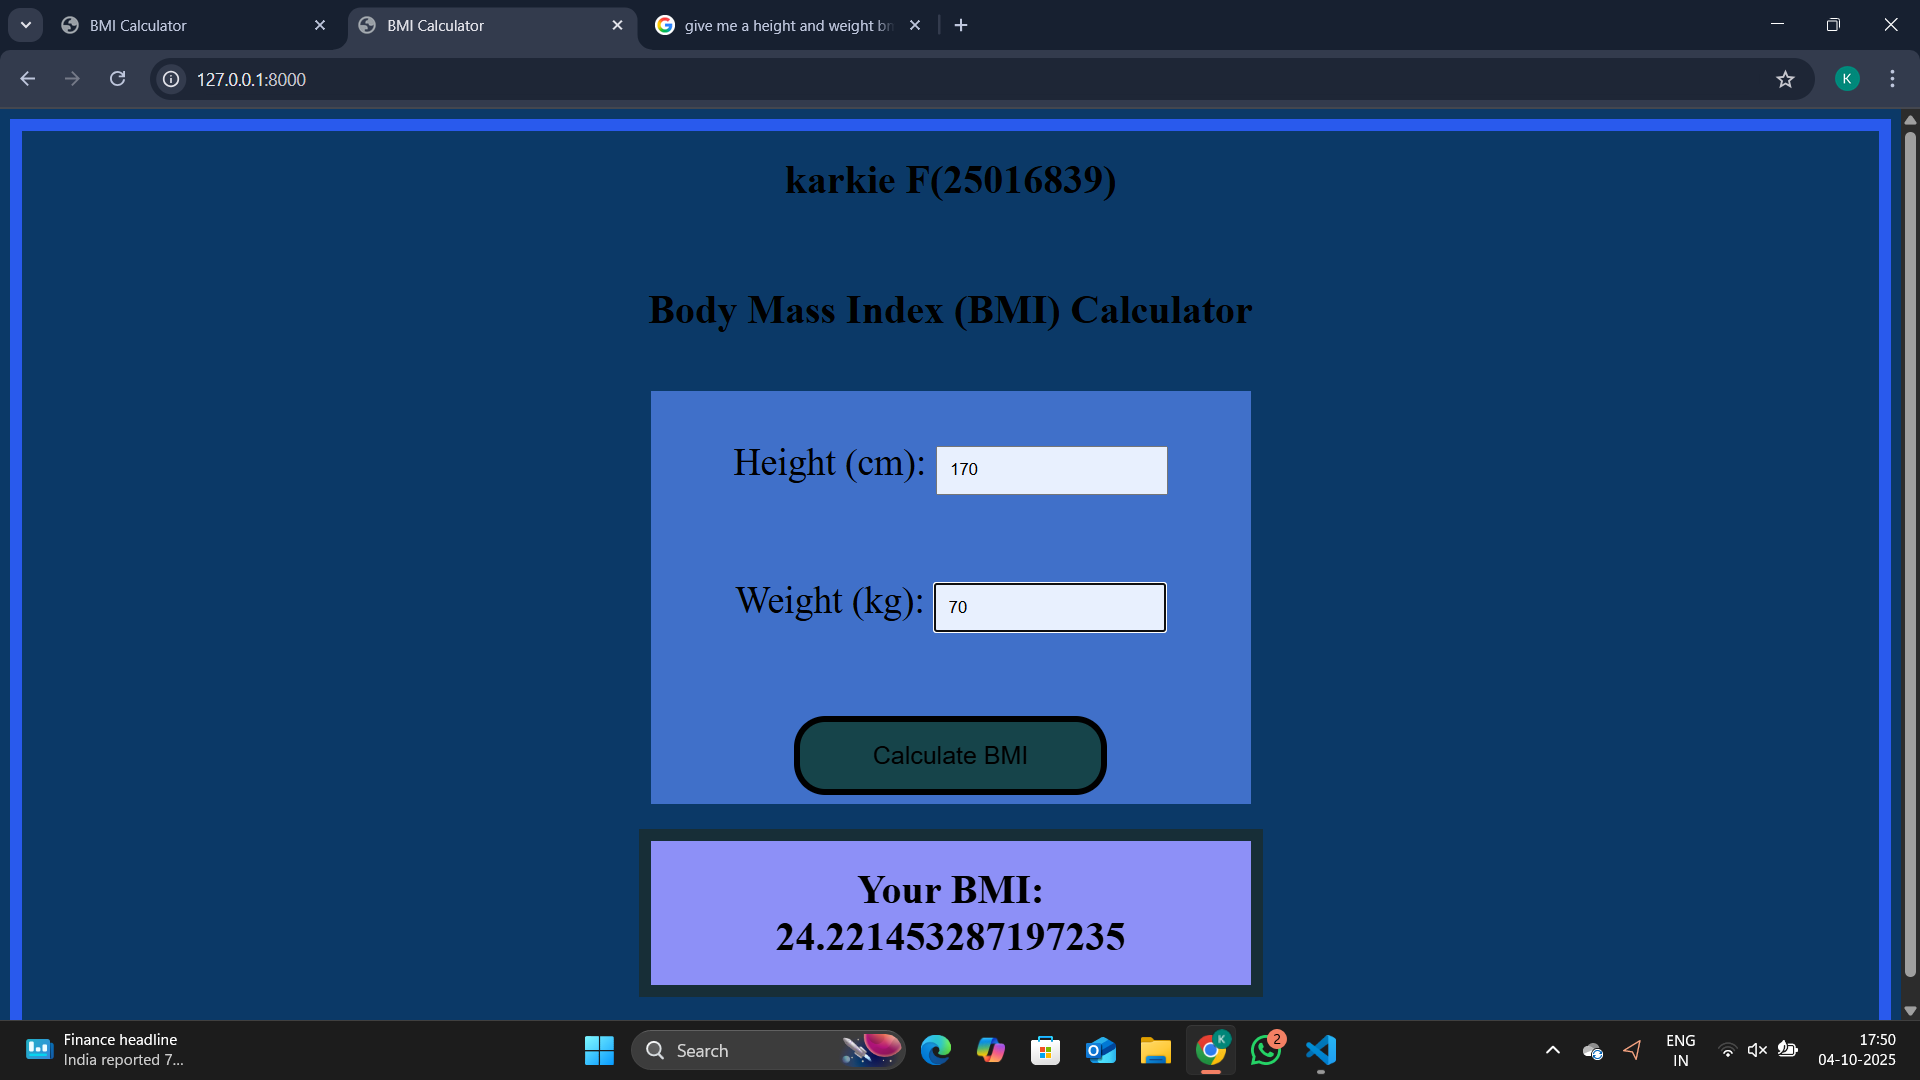 BMI Calculator
BMI Calculator
give me a height and weight br
127.0.0.1:8000
K
karkie F(25016839)
Body Mass Index (BMI) Calculator
Height (cm): 170
Weight (kg): 70
Calculate BMI
Your BMI:
24.221453287197235
Finance headline
India reported 7...
Search
K
2
ENG
IN
17:50
04-10-2025